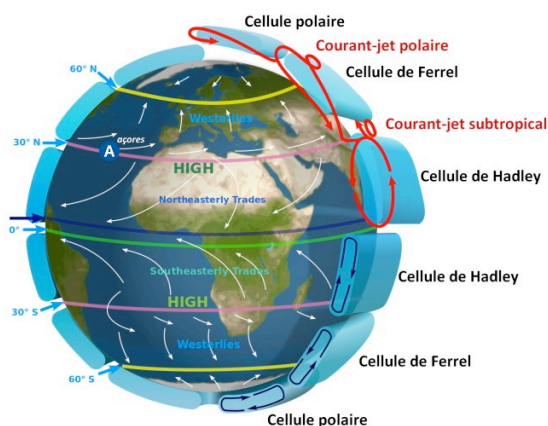 Cellule polaire
Courant-jet polaire
Cellule de Ferrel
60° N
Westerlies
Courant-jet subtropical
açores
30° N
A
HIGH
Cellule de Hadley
Northeasterly Trades
0°
Southeasterly Trades
Cellule de Hadley
HIGH
30° S
Westerlies
Cellule de Ferrel
60° S
Cellule polaire